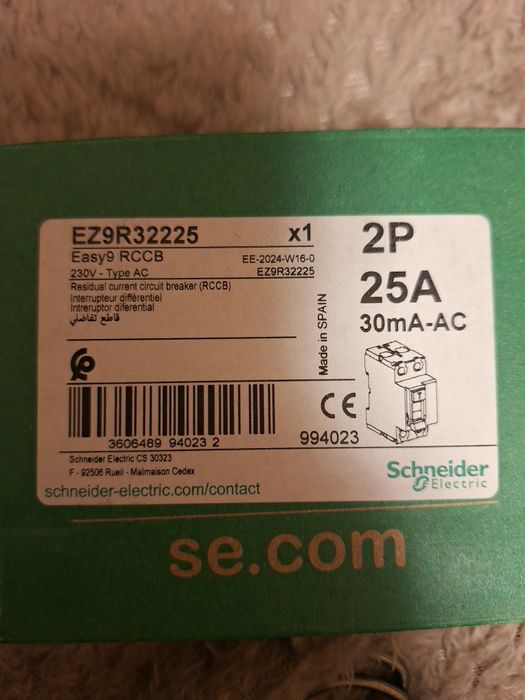 EZ9R32225 x1
Easy9 RCCB EE-2024-W16-0
230V - Type AC EZ9R32225
Residual current circuit breaker (RCCB)
Interrupteur différentiel
Interruptor diferential
قاطع تفاضلي
2P
25A
30mA-AC
Made in SPAIN
CE
3606489 94023 2
994023
Schneider Electric CS 30323
F - 92506 Rueil - Malmaison Cedex
schneider-electric.com/contact
Schneider
Electric
se.com